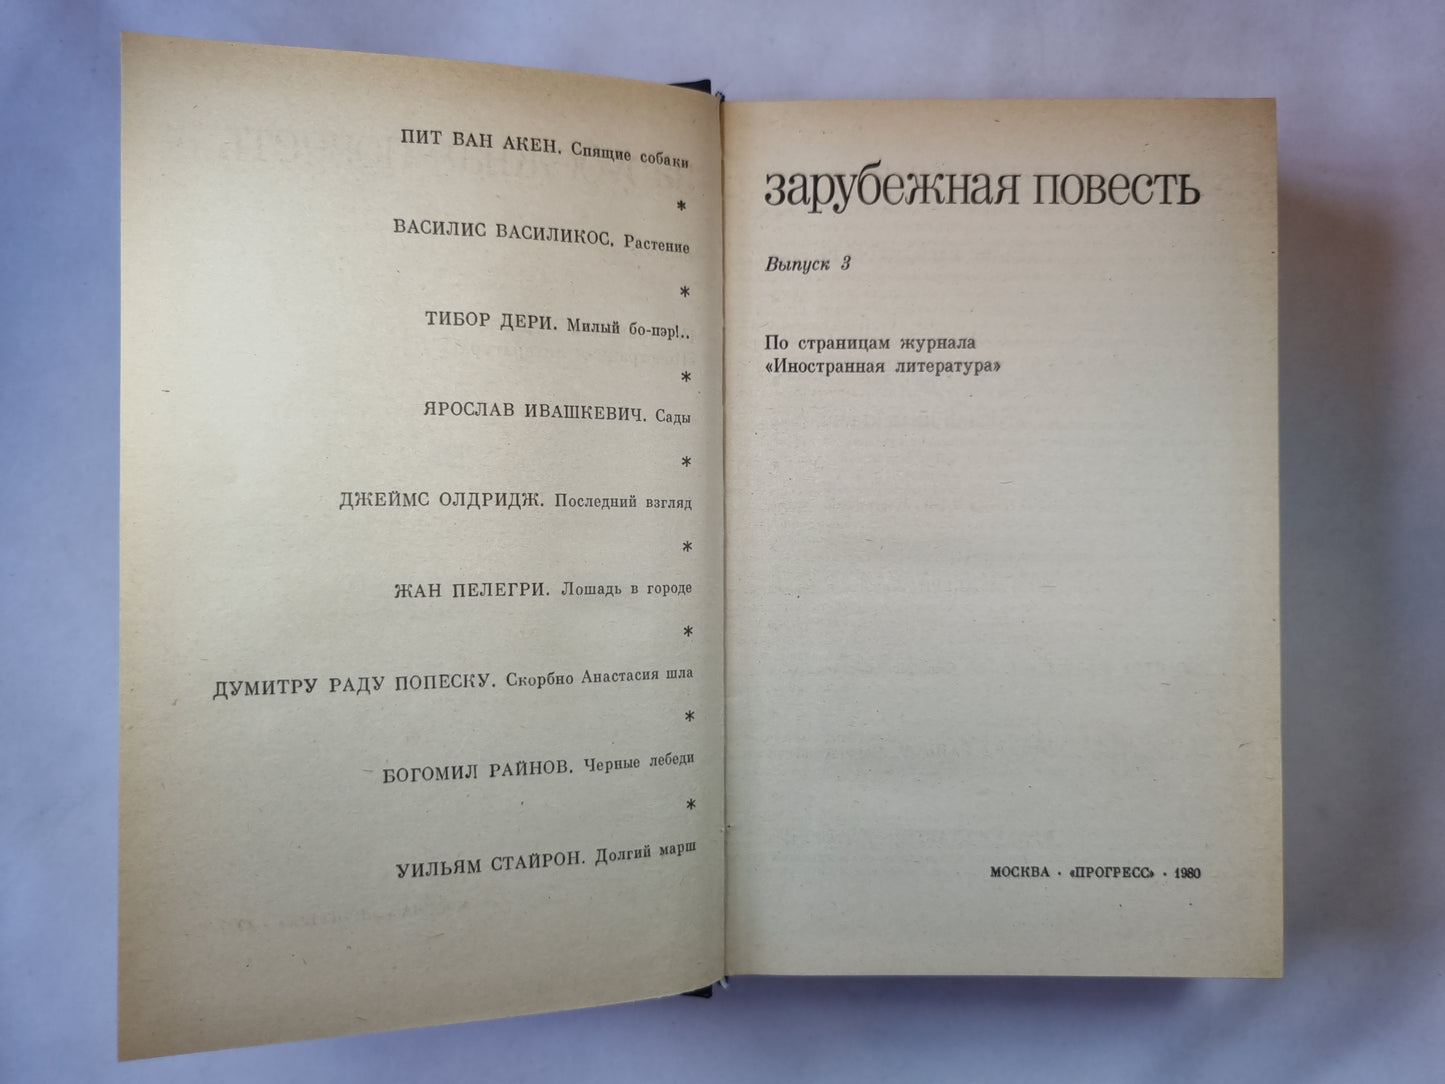 ПИТ ВАН АКЕН. Спящие собаки
*
ВАСИЛИС ВАСИЛИКОС. Растение
*
ТИБОР ДЕРИ. Милый бо-пэр!..
*
ЯРОСЛАВ ИВАШКЕВИЧ. Сады
*
ДЖЕЙМС ОЛДРИДЖ. Последний взгляд
*
ЖАН ПЕЛЕГРИ. Лошадь в городе
*
ДУМИТРУ РАДУ ПОПЕСКУ. Скорбно Анастасия шла
*
БОГОМИЛ РАЙНОВ. Черные лебеди
*
УИЛЬЯМ СТАЙРОН. Долгий марш
зарубежная повесть
Выпуск 3
По страницам журнала
«Иностранная литература»
МОСКВА · «ПРОГРЕСС» · 1980